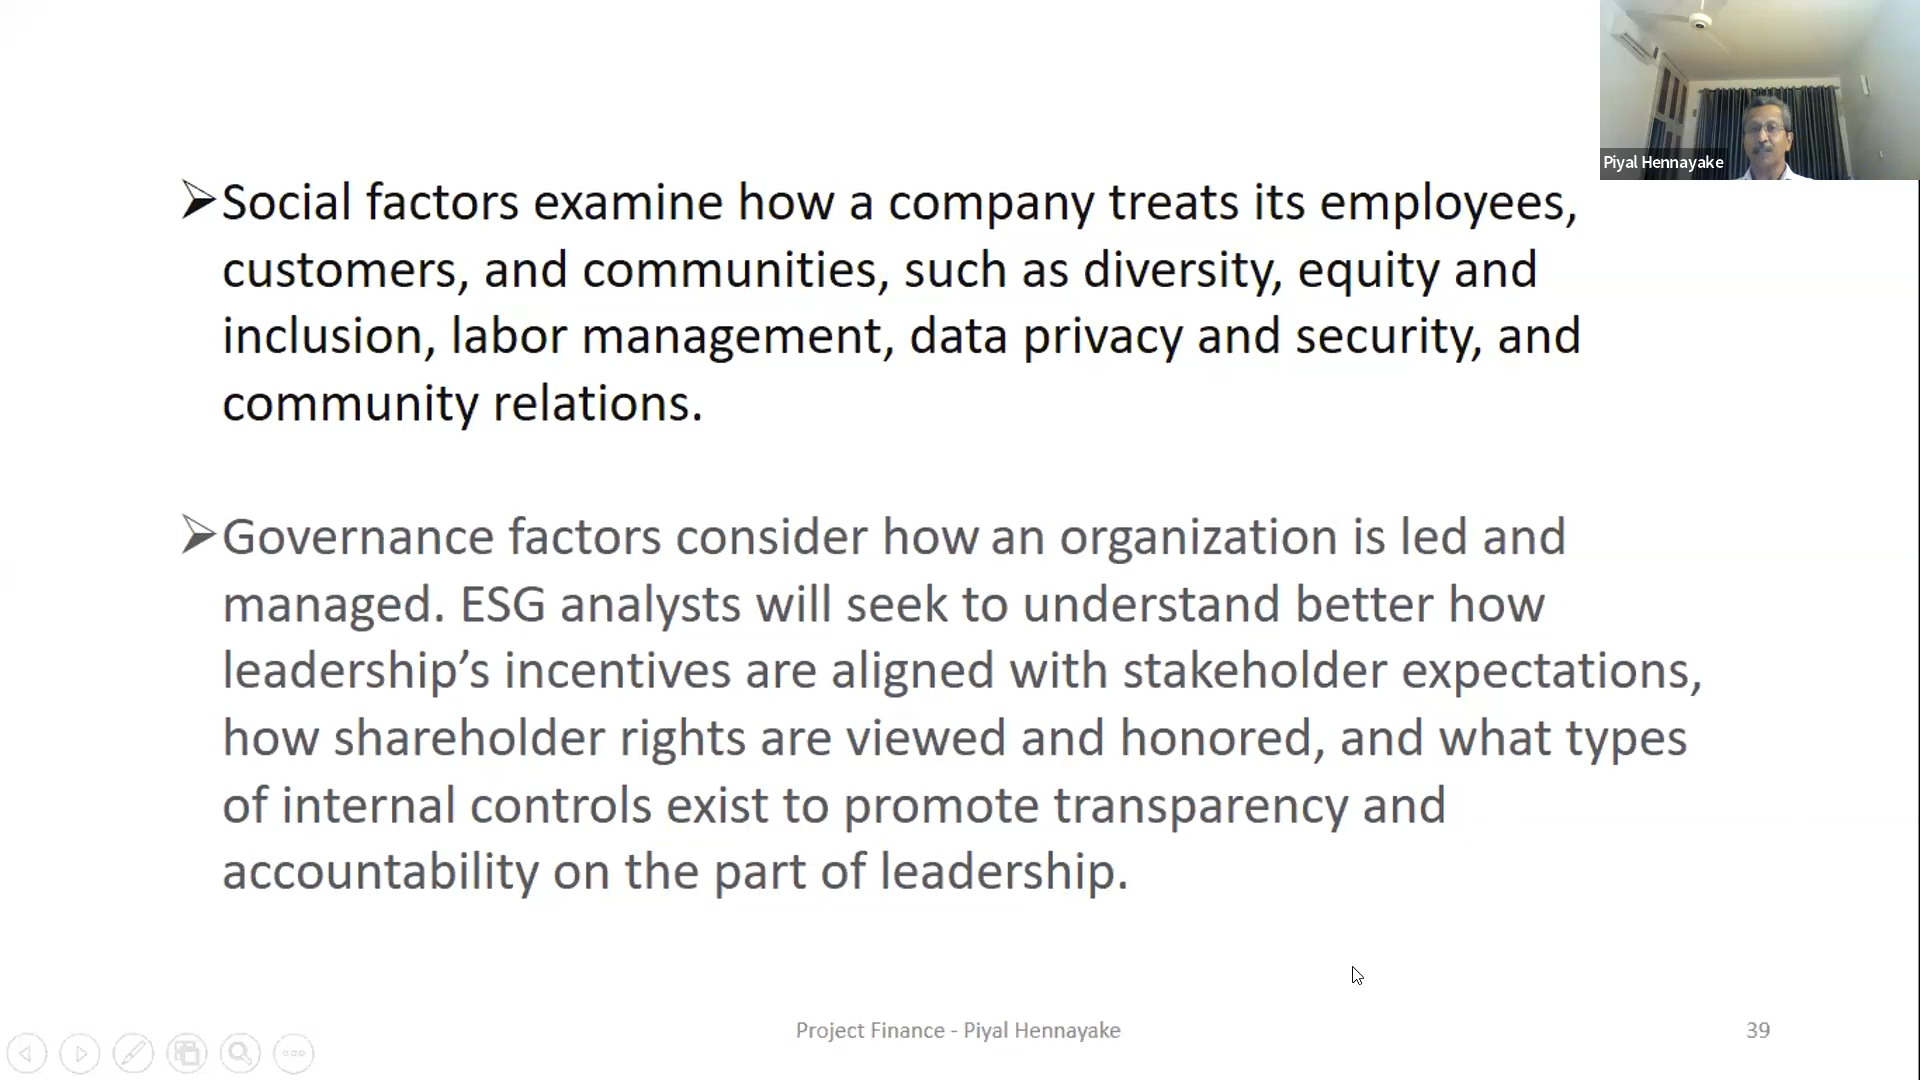 Piyal Hennayake
Social factors examine how a company treats its employees,
customers, and communities, such as diversity, equity and
inclusion, labor management, data privacy and security, and
community relations.
Governance factors consider how an organization is led and
managed. ESG analysts will seek to understand better how
leadership’s incentives are aligned with stakeholder expectations,
how shareholder rights are viewed and honored, and what types
of internal controls exist to promote transparency and
accountability on the part of leadership.
Project Finance - Piyal Hennayake
39